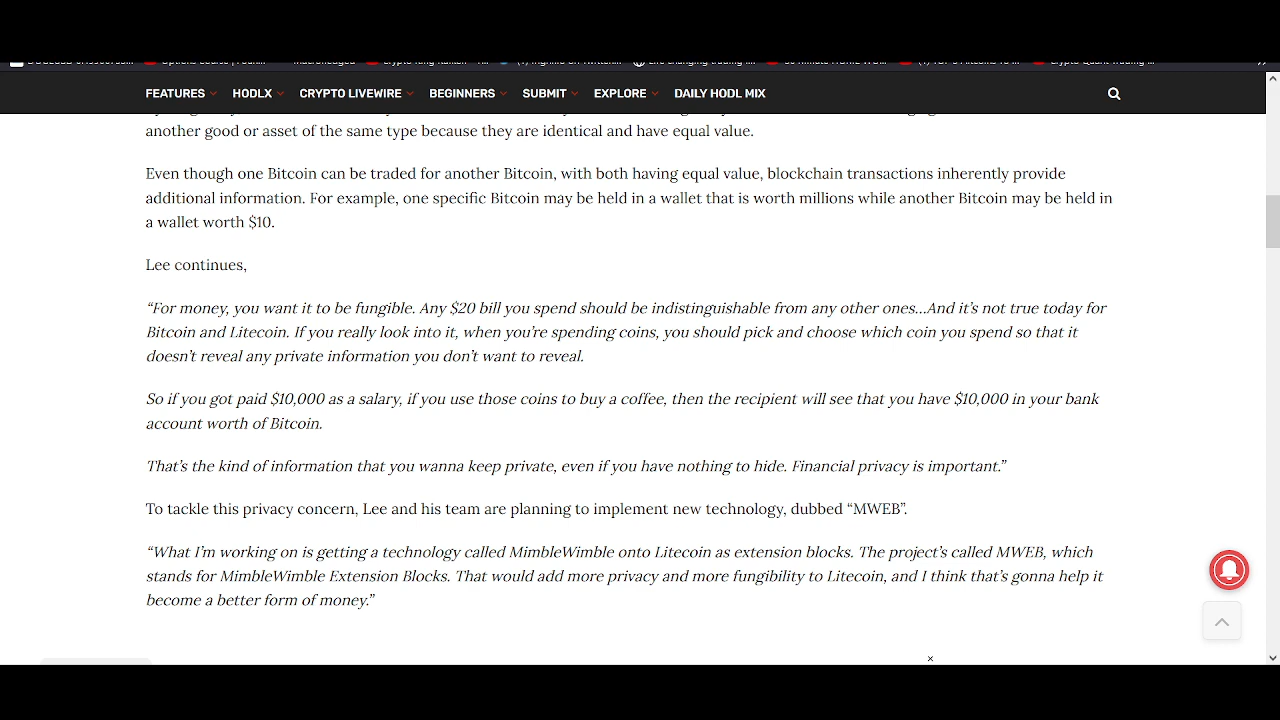 FEATURES HODLX CRYPTO LIVEWIRE BEGINNERS SUBMIT EXPLORE DAILY HODL MIX
another good or asset of the same type because they are identical and have equal value.
Even though one Bitcoin can be traded for another Bitcoin, with both having equal value, blockchain transactions inherently provide
additional information. For example, one specific Bitcoin may be held in a wallet that is worth millions while another Bitcoin may be held in
a wallet worth $10.
Lee continues,
“For money, you want it to be fungible. Any $20 bill you spend should be indistinguishable from any other ones…And it’s not true today for
Bitcoin and Litecoin. If you really look into it, when you’re spending coins, you should pick and choose which coin you spend so that it
doesn’t reveal any private information you don’t want to reveal.
So if you got paid $10,000 as a salary, if you use those coins to buy a coffee, then the recipient will see that you have $10,000 in your bank
account worth of Bitcoin.
That’s the kind of information that you wanna keep private, even if you have nothing to hide. Financial privacy is important.”
To tackle this privacy concern, Lee and his team are planning to implement new technology, dubbed “MWEB”.
“What I’m working on is getting a technology called MimbleWimble onto Litecoin as extension blocks. The project’s called MWEB, which
stands for MimbleWimble Extension Blocks. That would add more privacy and more fungibility to Litecoin, and I think that’s gonna help it
become a better form of money.”